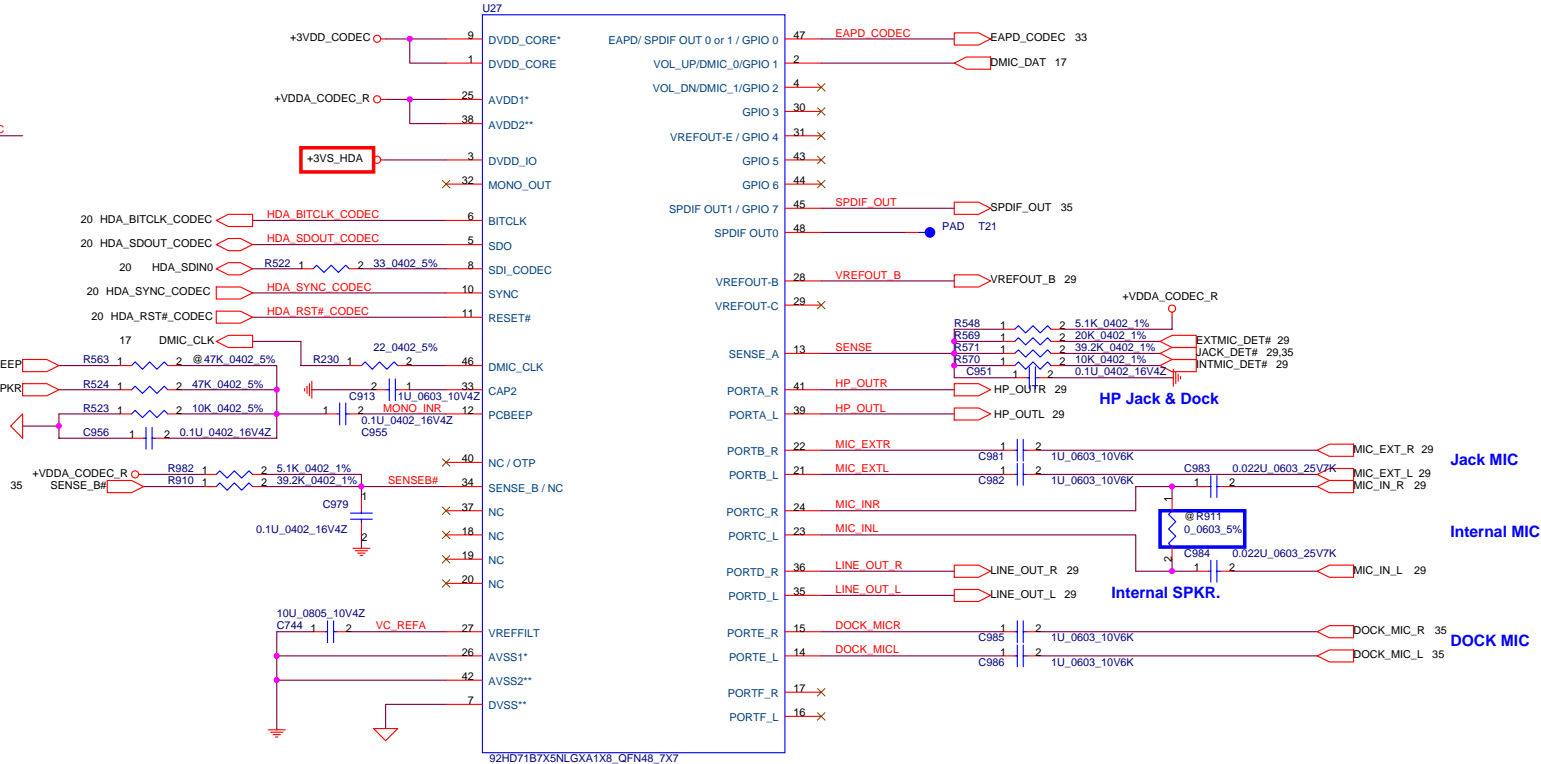 U27
+3VDD_CODEC 9 DVDD_CORE* EAPD/ SPDIF OUT 0 or 1 / GPIO 0 47 EAPD_CODEC EAPD_CODEC 33
1 DVDD_CORE VOL_UP/DMIC_0/GPIO 1 2 DMIC_DAT 17
VOL_DN/DMIC_1/GPIO 2 4
+VDDA_CODEC_R 25 AVDD1* GPIO 3 30
38 AVDD2** VREFOUT-E / GPIO 4 31
+3VS_HDA 3 DVDD_IO GPIO 5 43
32 MONO_OUT GPIO 6 44
20 HDA_BITCLK_CODEC HDA_BITCLK_CODEC 6 BITCLK SPDIF OUT1 / GPIO 7 45 SPDIF_OUT SPDIF_OUT 35
20 HDA_SDOUT_CODEC HDA_SDOUT_CODEC 5 SDO SPDIF OUT0 48 PAD T21
20 HDA_SDIN0 R522 1 2 33_0402_5% 8 SDI_CODEC
20 HDA_SYNC_CODEC HDA_SYNC_CODEC 10 SYNC VREFOUT-B 28 VREFOUT_B VREFOUT_B 29
20 HDA_RST#_CODEC HDA_RST#_CODEC 11 RESET# VREFOUT-C 29
+VDDA_CODEC_R
R548 1 2 5.1K_0402_1%
R569 1 2 20K_0402_1% EXTMIC_DET# 29
SENSE_A 13 SENSE R571 1 2 39.2K_0402_1% JACK_DET# 29,35
R570 1 2 10K_0402_1% INTMIC_DET# 29
C951 1 2 0.1U_0402_16V4Z
17 DMIC_CLK R230 1 2 22_0402_5% 46 DMIC_CLK
EEP R563 1 2 @47K_0402_5%
C913 2 1 1U_0603_10V4Z 33 CAP2
PKR R524 1 2 47K_0402_5%
R523 1 2 10K_0402_5%
C956 1 2 0.1U_0402_16V4Z
1 2 MONO_INR 12 PCBEEP
0.1U_0402_16V4Z
C955
PORTA_R 41 HP_OUTR HP_OUTR 29
HP Jack & Dock
PORTA_L 39 HP_OUTL HP_OUTL 29
40 NC / OTP
+VDDA_CODEC_R R982 1 2 5.1K_0402_1%
35 SENSE_B# R910 1 2 39.2K_0402_1% SENSEB# 34 SENSE_B / NC
C979 1 2
0.1U_0402_16V4Z
37 NC
18 NC
19 NC
20 NC
PORTB_R 22 MIC_EXTR C981 1 2 1U_0603_10V6K MIC_EXT_R 29
Jack MIC
PORTB_L 21 MIC_EXTL C982 1 2 1U_0603_10V6K MIC_EXT_L 29
C983 1 2 0.022U_0603_25V7K MIC_IN_R 29
PORTC_R 24 MIC_INR
1 @R911 2
0_0603_5%
Internal MIC
PORTC_L 23 MIC_INL
C984 1 2 0.022U_0603_25V7K MIC_IN_L 29
PORTD_R 36 LINE_OUT_R LINE_OUT_R 29
Internal SPKR.
PORTD_L 35 LINE_OUT_L LINE_OUT_L 29
10U_0805_10V4Z
C744 1 2 VC_REFA 27 VREFFILT
26 AVSS1*
42 AVSS2**
7 DVSS**
PORTE_R 15 DOCK_MICR C985 1 2 1U_0603_10V6K DOCK_MIC_R 35
DOCK MIC
PORTE_L 14 DOCK_MICL C986 1 2 1U_0603_10V6K DOCK_MIC_L 35
PORTF_R 17
PORTF_L 16
92HD71B7X5NLGXA1X8_QFN48_7X7